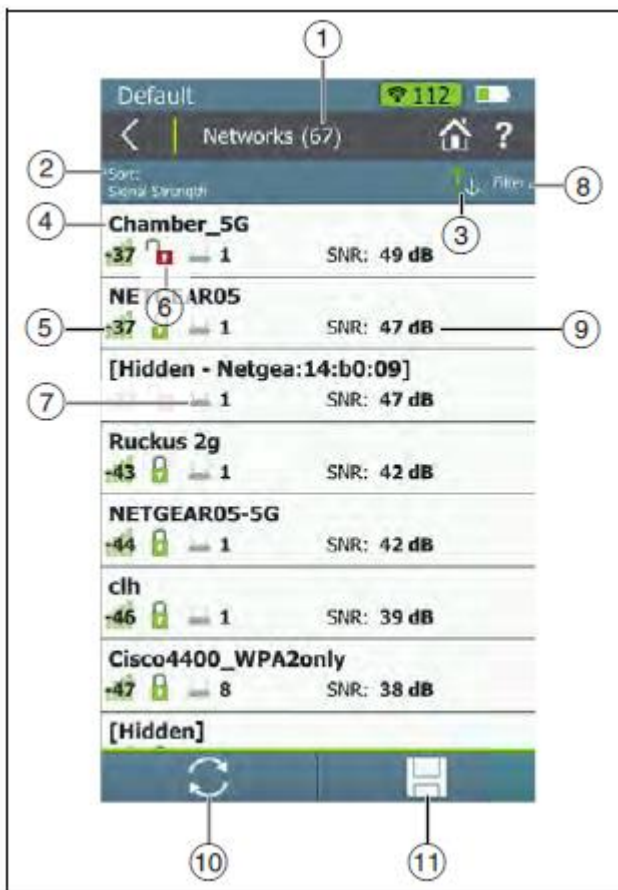 1
Default 112
Networks (67) ?
2 Sort:
Signal Strength
Filter 8
3
4 Chamber_5G
-37 1 SNR: 49 dB
6
NETGEAR05
5 -37 1 SNR: 47 dB 9
[Hidden - Netgea:14:b0:09]
7 1 SNR: 47 dB
Ruckus 2g
-43 1 SNR: 42 dB
NETGEAR05-5G
-44 1 SNR: 42 dB
clh
-46 1 SNR: 39 dB
Cisco4400_WPA2only
-47 8 SNR: 38 dB
[Hidden]
10 11